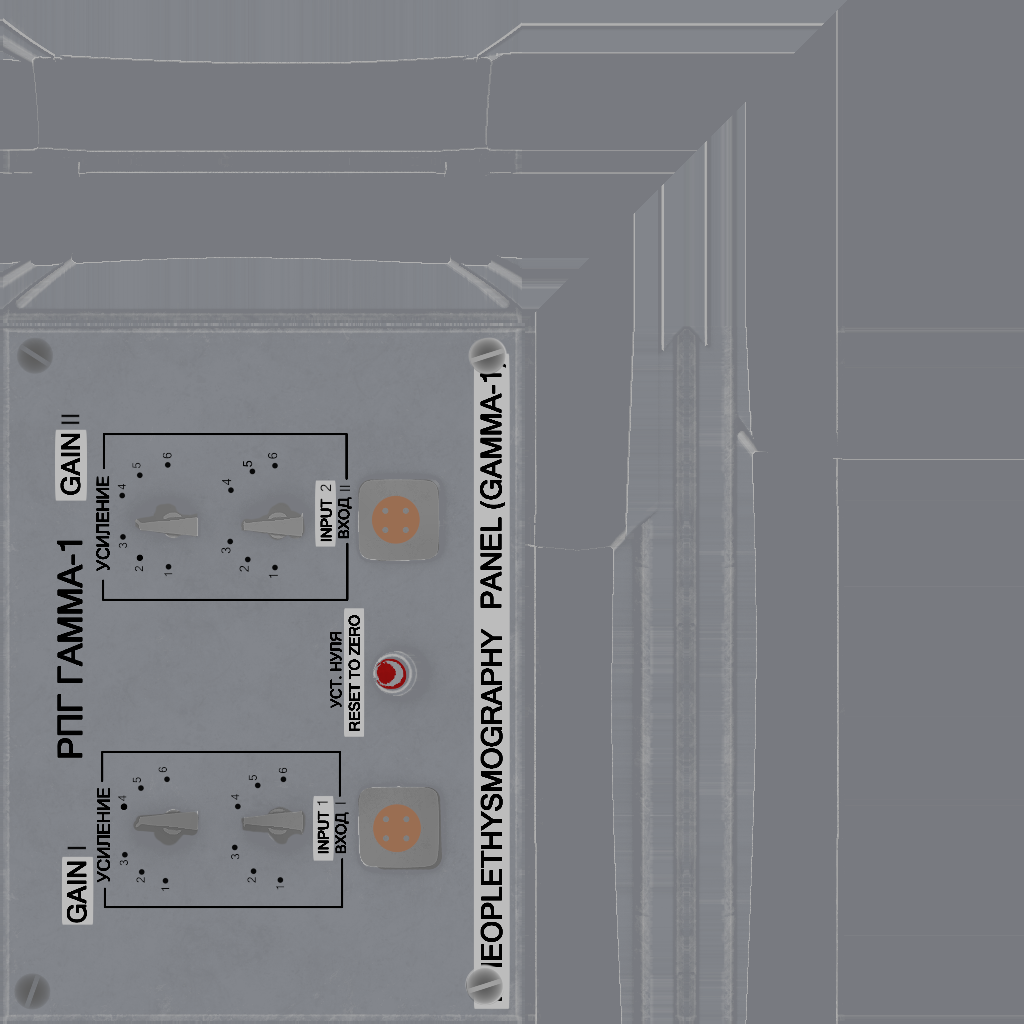 GAIN II
УСИЛЕНИЕ
1 2 3 4 5 6
1 2 3 4 5 6
INPUT 2
ВХОД II
РПГ ГАММА-1
УСТ. НУЛЯ
RESET TO ZERO
GAIN I
УСИЛЕНИЕ
1 2 3 4 5 6
1 2 3 4 5 6
INPUT 1
ВХОД I
PANEL (GAMMA-1)